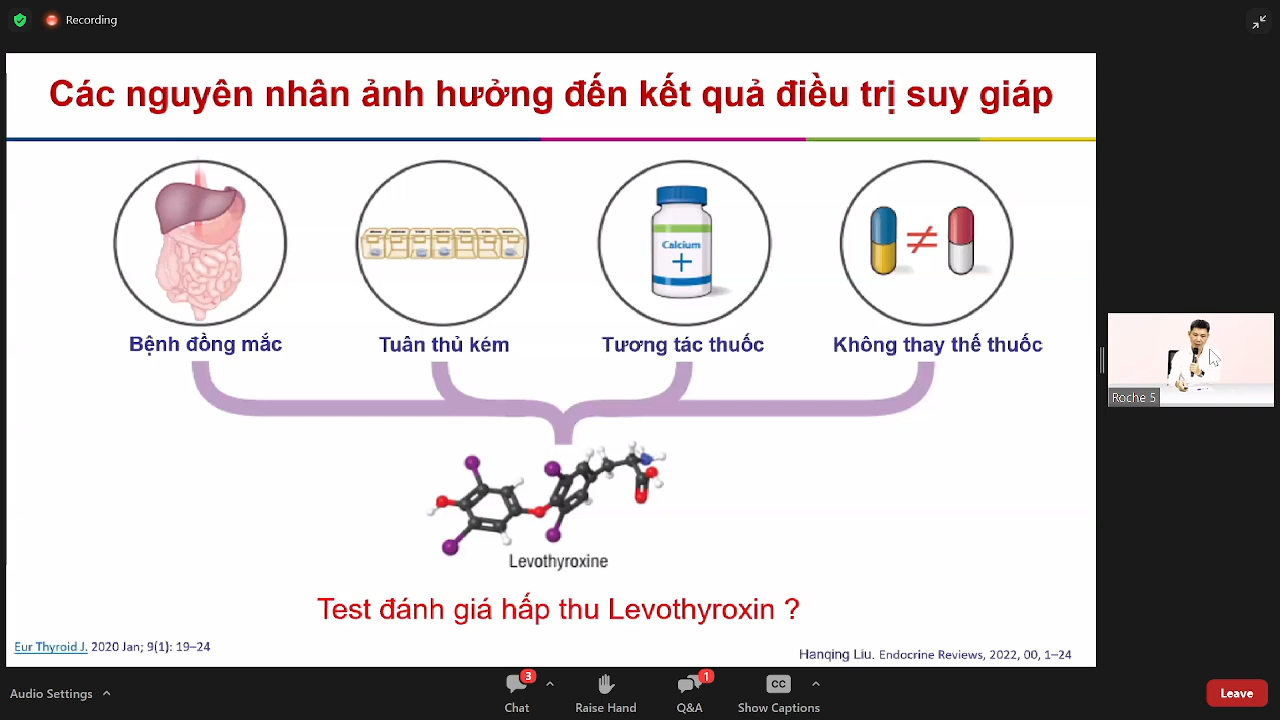 Recording
Các nguyên nhân ảnh hưởng đến kết quả điều trị suy giáp
Calcium
+
≠
Bệnh đồng mắc
Tuân thủ kém
Tương tác thuốc
Không thay thế thuốc
Levothyroxine
Test đánh giá hấp thu Levothyroxin ?
Eur Thyroid J. 2020 Jan; 9(1): 19–24
Hanqing Liu. Endocrine Reviews, 2022, 00, 1–24
Roche 5
Audio Settings
3
Chat
Raise Hand
1
Q&A
CC
Show Captions
Leave